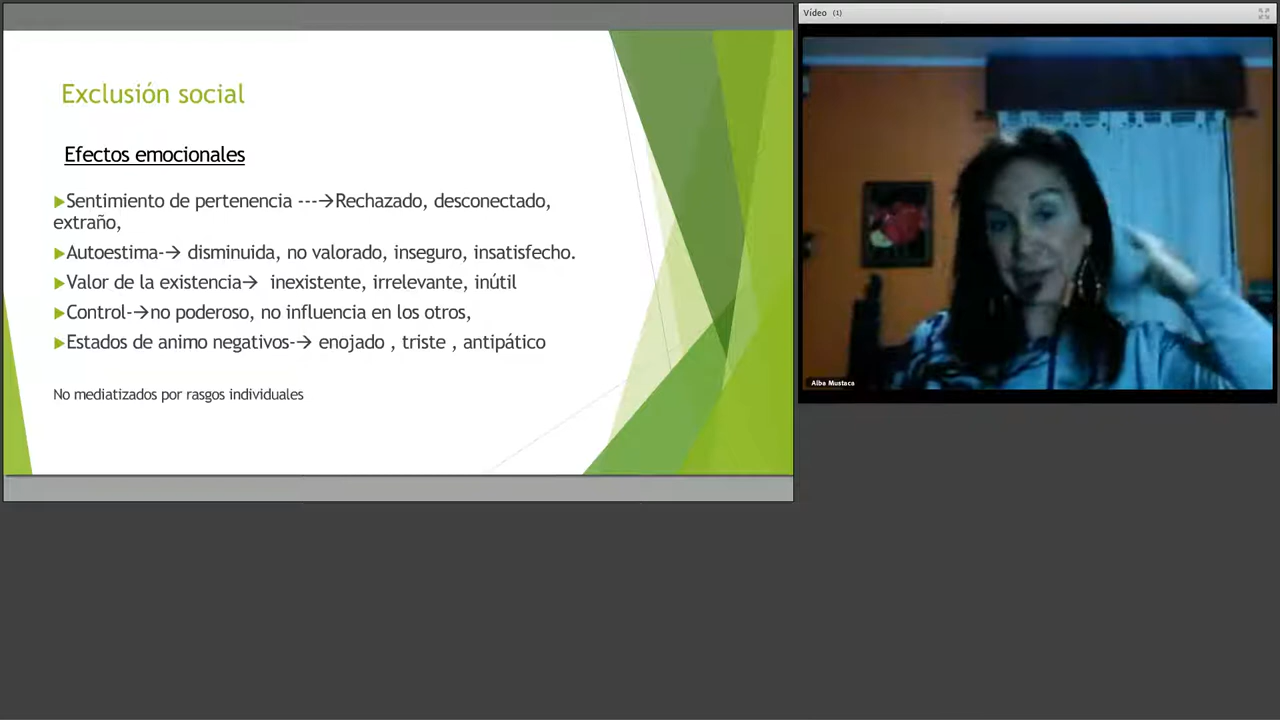 Exclusión social
Efectos emocionales
Sentimiento de pertenencia ---→Rechazado, desconectado,
extraño,
Autoestima-→ disminuida, no valorado, inseguro, insatisfecho.
Valor de la existencia→ inexistente, irrelevante, inútil
Control-→no poderoso, no influencia en los otros,
Estados de animo negativos-→ enojado , triste , antipático
No mediatizados por rasgos individuales
Vídeo (1)
Alba Mustaca